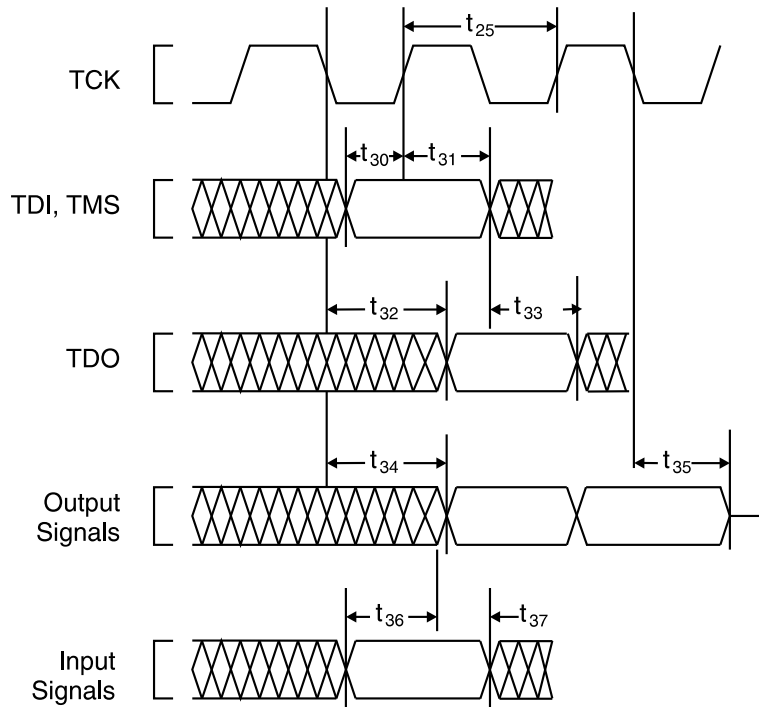 t25
TCK
t30 t31
TDI, TMS
t32 t33
TDO
t34 t35
Output
Signals
t36 t37
Input
Signals